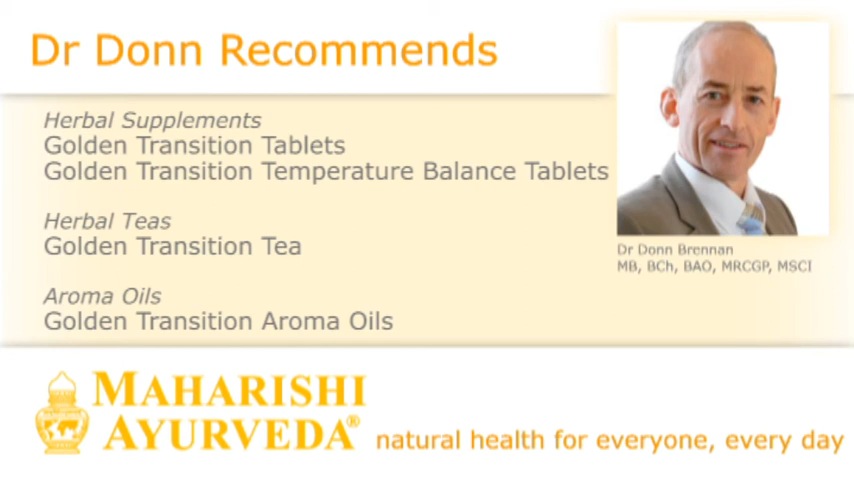 Dr Donn Recommends
Herbal Supplements
Golden Transition Tablets
Golden Transition Temperature Balance Tablets
Herbal Teas
Golden Transition Tea
Aroma Oils
Golden Transition Aroma Oils
Dr Donn Brennan
MB, BCh, BAO, MRCGP, MSCI
MAHARISHI
AYURVEDA®
natural health for everyone, every day